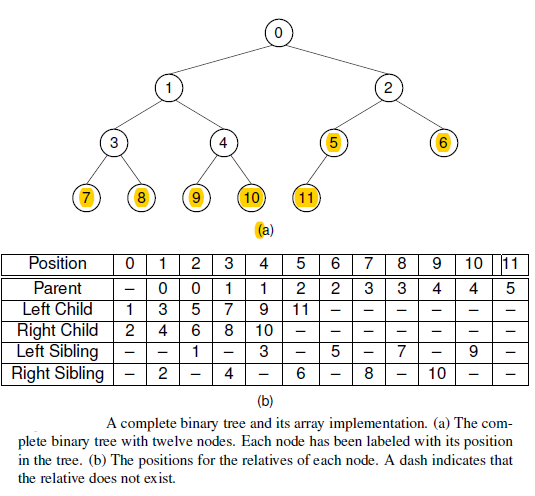 0
1 2
3 4 5 6
7 8 9 10 11
(a)
Position 0 1 2 3 4 5 6 7 8 9 10 11
Parent – 0 0 1 1 2 2 3 3 4 4 5
Left Child 1 3 5 7 9 11 – – – – – –
Right Child 2 4 6 8 10 – – – – – – –
Left Sibling – – 1 – 3 – 5 – 7 – 9 –
Right Sibling – 2 – 4 – 6 – 8 – 10 – –
(b)
A complete binary tree and its array implementation. (a) The com-
plete binary tree with twelve nodes. Each node has been labeled with its position
in the tree. (b) The positions for the relatives of each node. A dash indicates that
the relative does not exist.